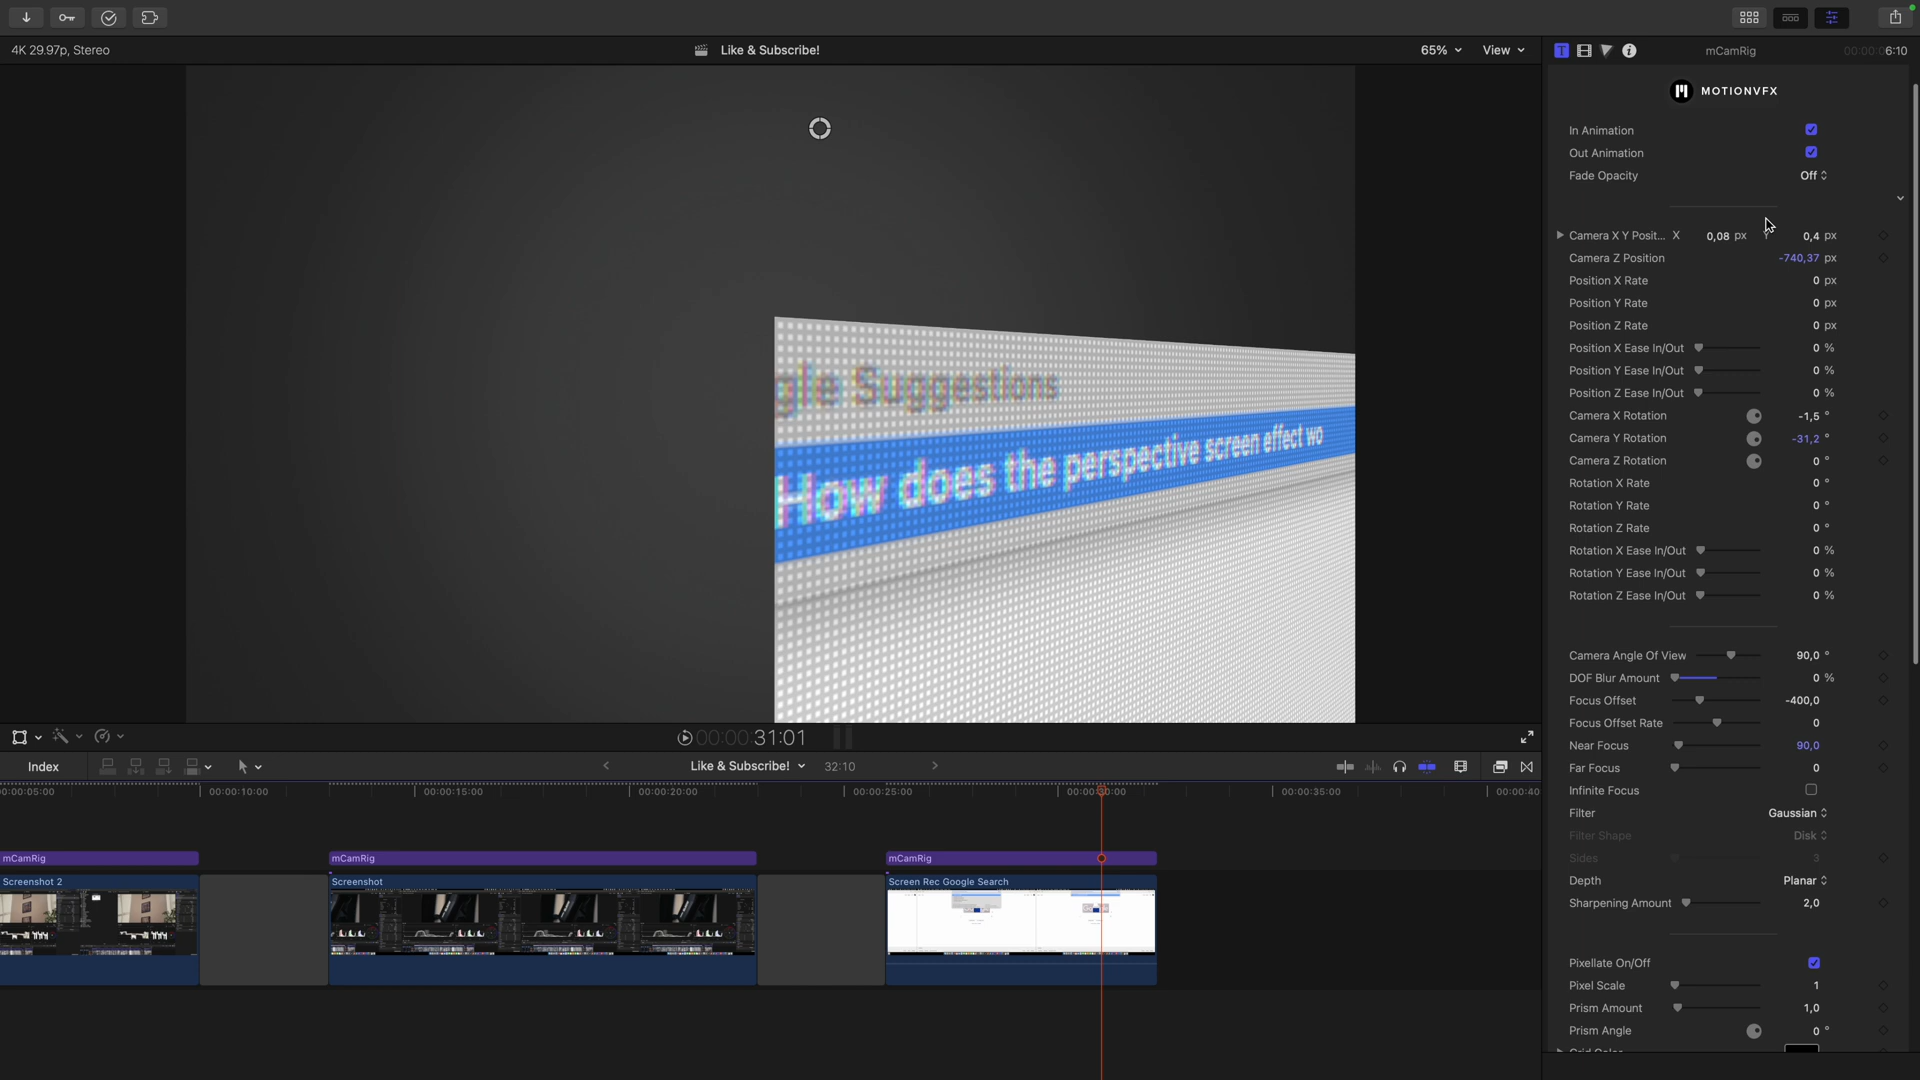 4K 29.97p, Stereo
Like & Subscribe!
65%
View
T
mCamRig
00:00:06:10
MOTIONVFX
In Animation
Out Animation
Fade Opacity Off
Camera X Y Posit... X 0,08 px Y 0,4 px
Camera Z Position -740,37 px
Position X Rate 0 px
Position Y Rate 0 px
Position Z Rate 0 px
Position X Ease In/Out 0 %
Position Y Ease In/Out 0 %
Position Z Ease In/Out 0 %
Camera X Rotation -1,5 °
Camera Y Rotation -31,2 °
Camera Z Rotation 0 °
Rotation X Rate 0 °
Rotation Y Rate 0 °
Rotation Z Rate 0 °
Rotation X Ease In/Out 0 %
Rotation Y Ease In/Out 0 %
Rotation Z Ease In/Out 0 %
Camera Angle Of View 90,0 °
DOF Blur Amount 0 %
Focus Offset -400,0
Focus Offset Rate 0
Near Focus 90,0
Far Focus 0
Infinite Focus
Filter Gaussian
Filter Shape Disk
Sides 3
Depth Planar
Sharpening Amount 2,0
Pixellate On/Off
Pixel Scale 1
Prism Amount 1,0
Prism Angle 0 °
gle Suggestions
How does the perspective screen effect wo
00:00:31:01
Index
Like & Subscribe!
32:10
00:00:05:00
00:00:10:00
00:00:15:00
00:00:20:00
00:00:25:00
00:00:30:00
00:00:35:00
00:00:40
mCamRig
mCamRig
mCamRig
Screenshot 2
Screenshot
Screen Rec Google Search